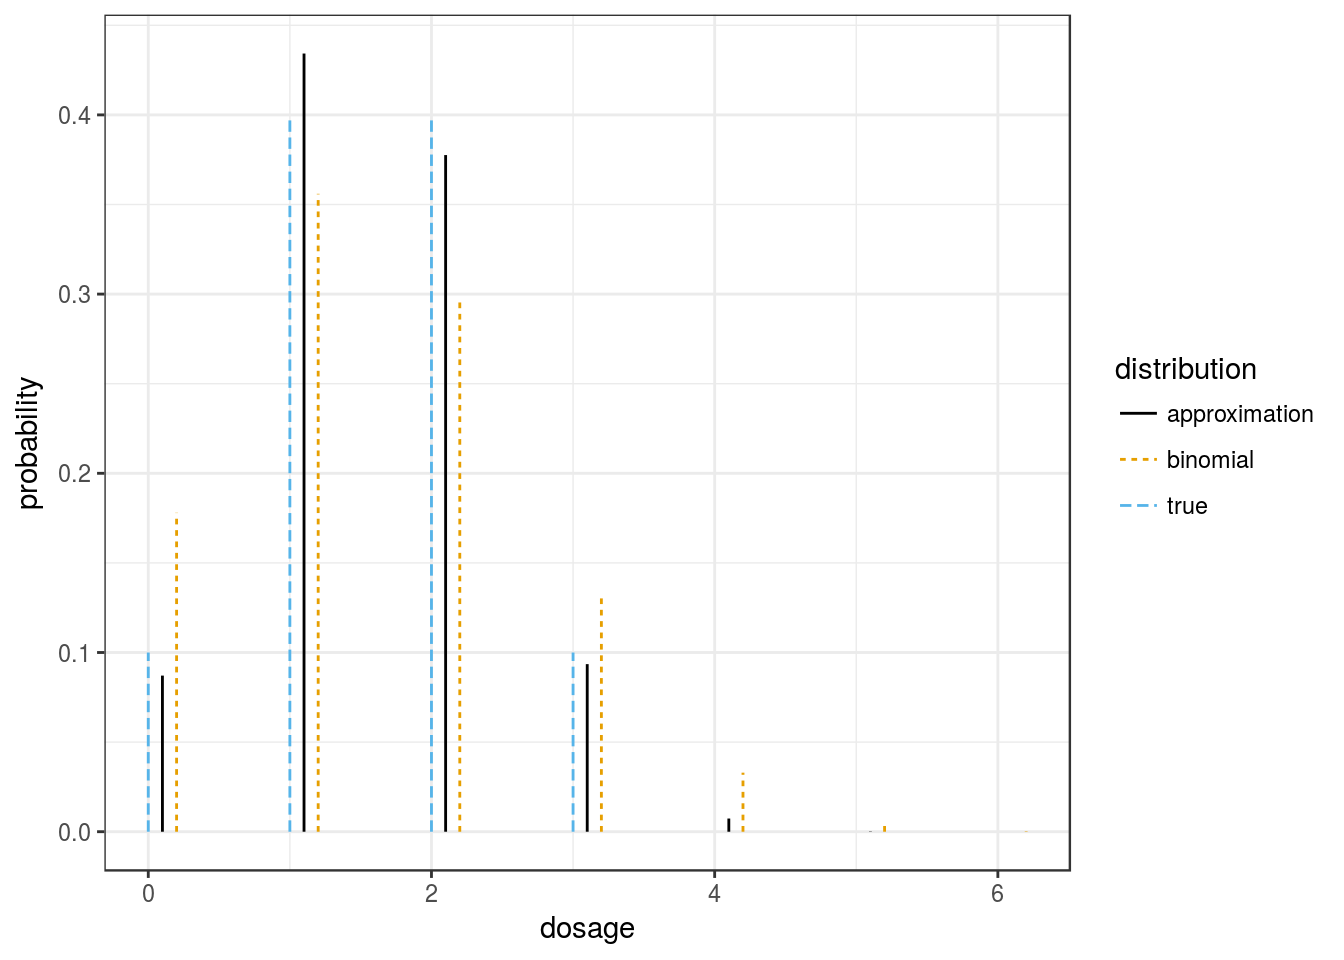 0.4
0.3
0.2
0.1
0.0
probability
0 2 4 6
dosage
distribution
approximation
binomial
true